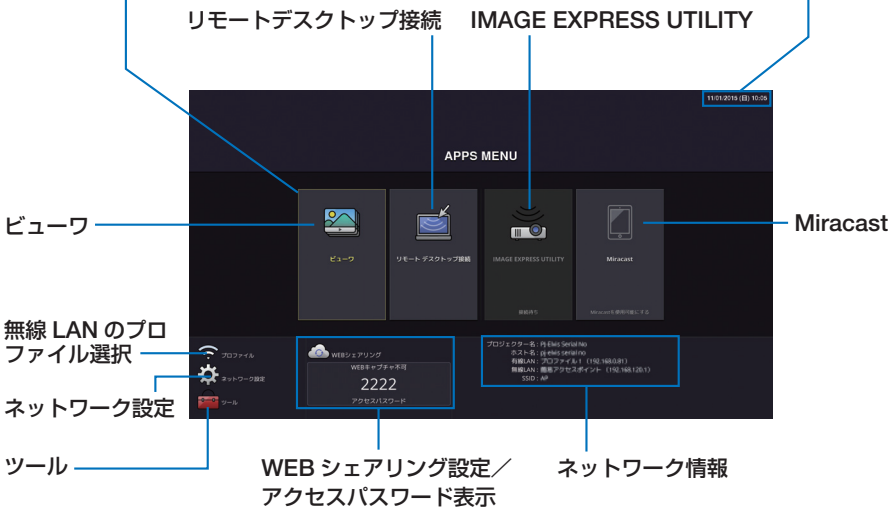 リモートデスクトップ接続 IMAGE EXPRESS UTILITY
11/01/2015 (日) 10:05
APPS MENU
ビューワ
Miracast
ビューワ
リモート デスクトップ接続
IMAGE EXPRESS UTILITY
Miracast
接続待ち
Miracastを使用可能にする
無線 LAN のプロ
ファイル選択
プロファイル
ネットワーク設定
ネットワーク設定
ツール
ツール
WEBシェアリング
WEBキャプチャ不可
2222
アクセスパスワード
プロジェクター名 : PJ-Elvis Serial No
ホスト名 : pj-elvis serial no
有線LAN : プロファイル 1 (192.168.0.81)
無線LAN : 簡易アクセスポイント (192.168.120.1)
SSID : AP
WEB シェアリング設定／
アクセスパスワード表示
ネットワーク情報